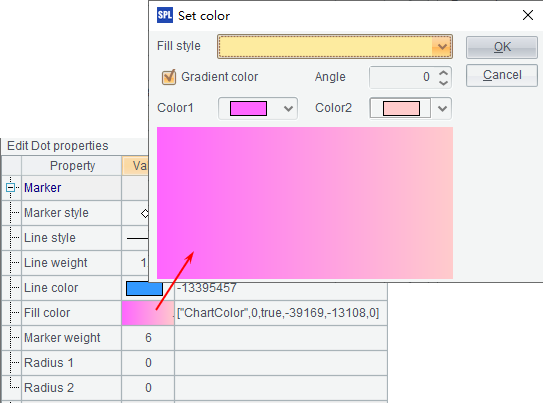 SPL Set color
Fill style
OK
Gradient color Angle 0
Cancel
Color1 Color2
Edit Dot properties
Property Va
Marker
Marker style
Line style
Line weight 1
Line color -13395457
Fill color ["ChartColor",0,true,-39169,-13108,0]
Marker weight 6
Radius 1 0
Radius 2 0